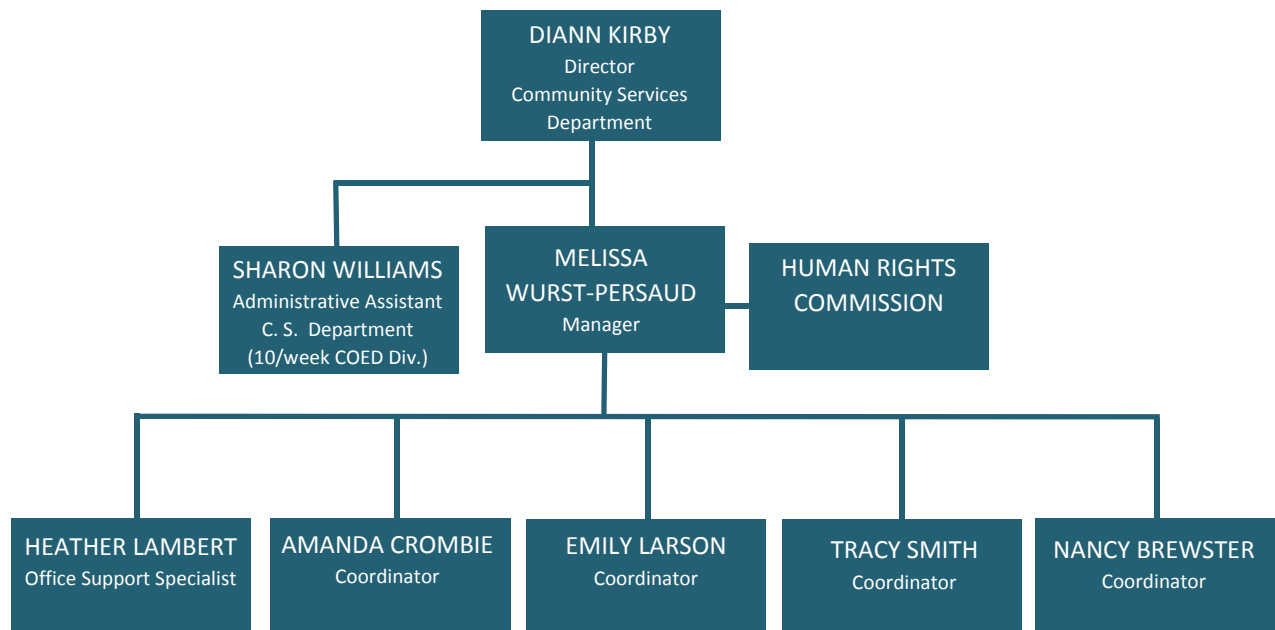 DIANN KIRBY
Director
Community Services
Department
SHARON WILLIAMS
Administrative Assistant
C. S. Department
(10/week COED Div.)
MELISSA
WURST-PERSAUD
Manager
HUMAN RIGHTS
COMMISSION
HEATHER LAMBERT
Office Support Specialist
AMANDA CROMBIE
Coordinator
EMILY LARSON
Coordinator
TRACY SMITH
Coordinator
NANCY BREWSTER
Coordinator